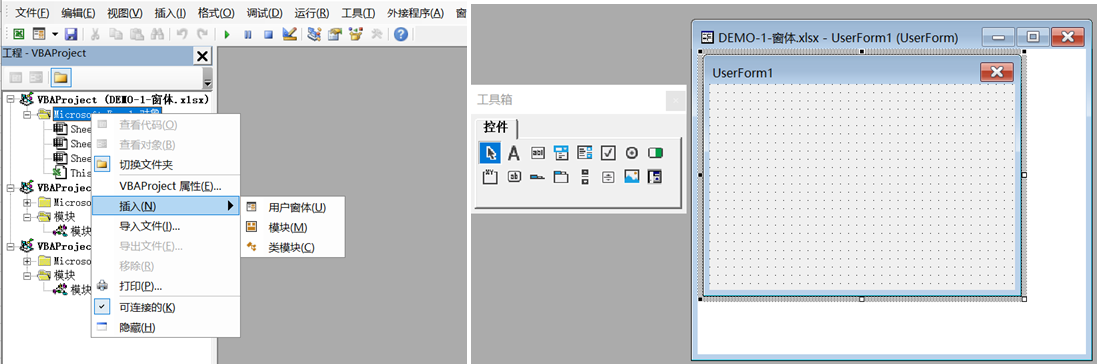 文件(F) 编辑(E) 视图(V) 插入(I) 格式(O) 调试(D) 运行(R) 工具(T) 外接程序(A) 窗
工程 - VBAProject
VBAProject (DEMO-1-窗体.xlsx)
Shee
Shee
Shee
This
VBAProjec
Microso
模块
模块
VBAProjec
Microso
模块
模块
查看代码(O)
查看对象(B)
切换文件夹
VBAProject 属性(E)...
插入(N)
导入文件(I)...
导出文件(E)...
移除(R)
打印(P)...
可连接的(K)
隐藏(H)
用户窗体(U)
模块(M)
类模块(C)
工具箱
控件
A
abl
XY
ab
DEMO-1-窗体.xlsx - UserForm1 (UserForm)
UserForm1